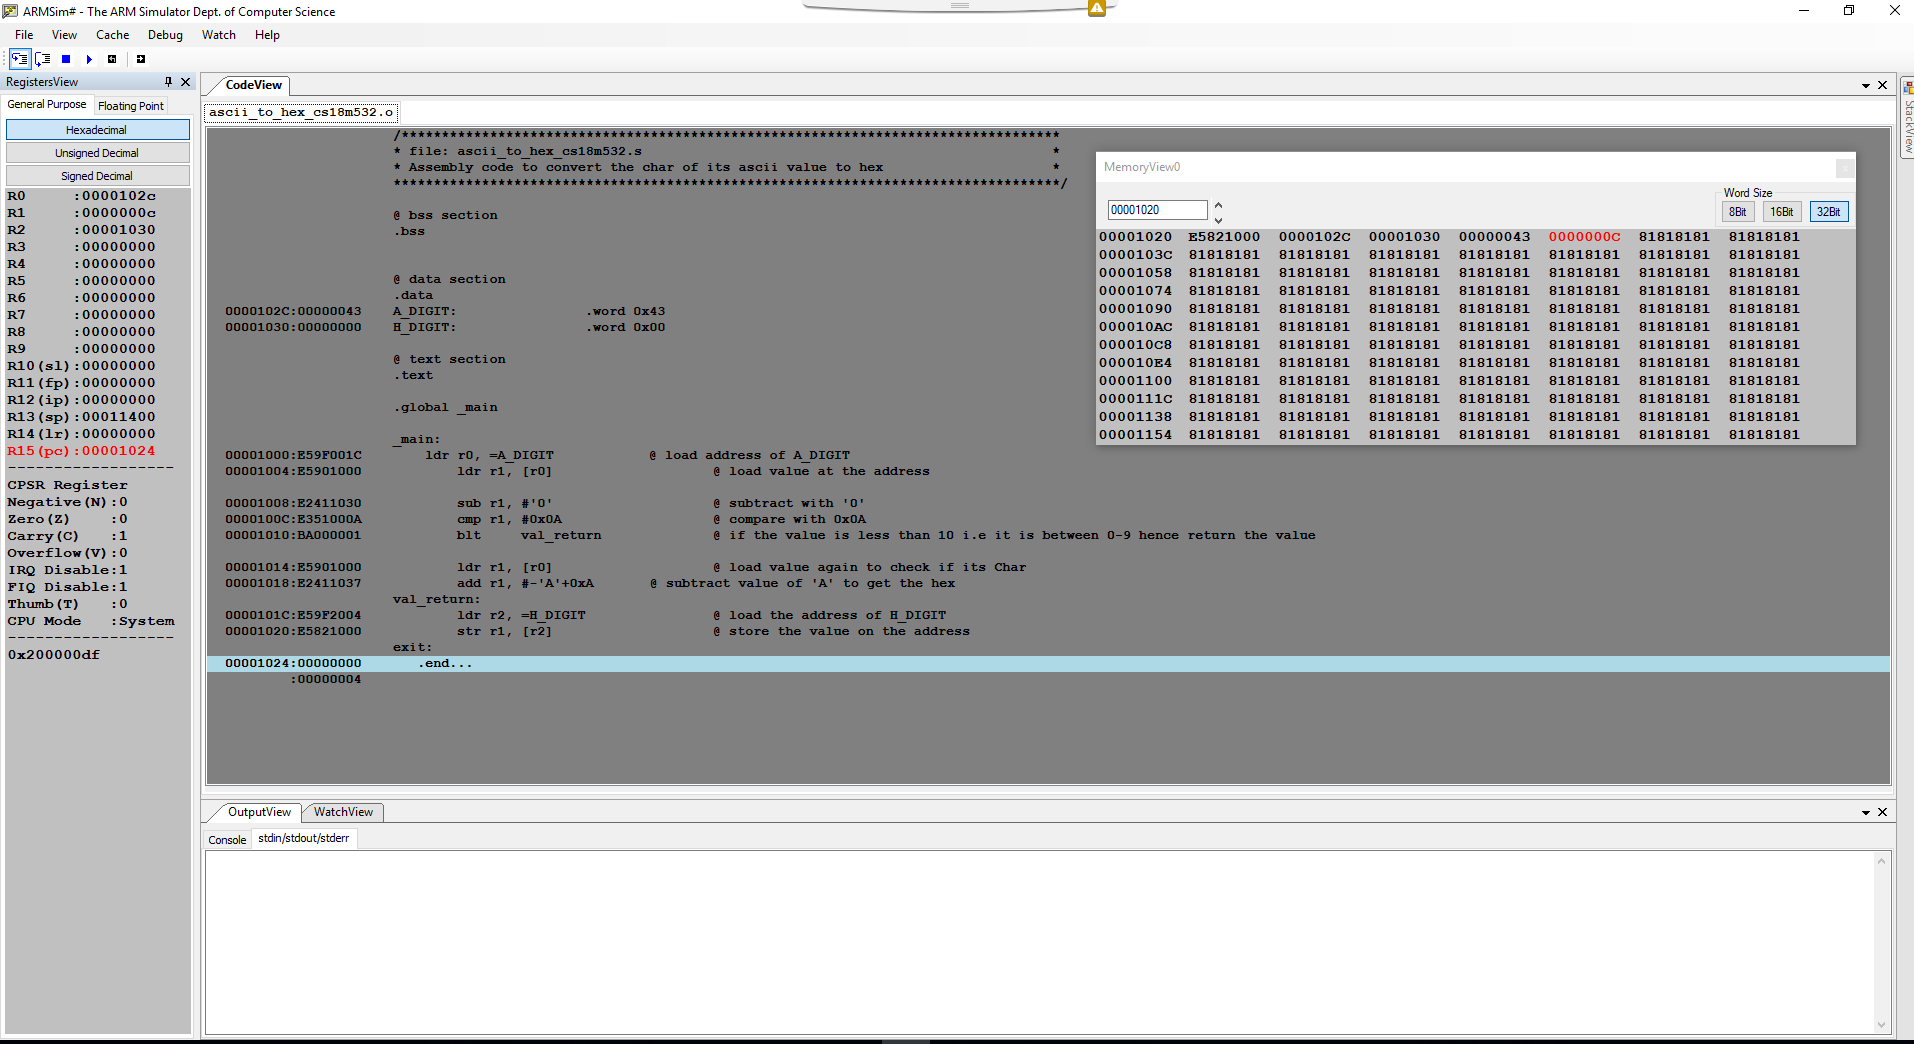 ARMSim# - The ARM Simulator Dept. of Computer Science
File View Cache Debug Watch Help
RegistersView
General Purpose Floating Point
Hexadecimal
Unsigned Decimal
Signed Decimal
R0 :0000102c
R1 :0000000c
R2 :00001030
R3 :00000000
R4 :00000000
R5 :00000000
R6 :00000000
R7 :00000000
R8 :00000000
R9 :00000000
R10(sl):00000000
R11(fp):00000000
R12(ip):00000000
R13(sp):00011400
R14(lr):00000000
R15(pc):00001024
------------------
CPSR Register
Negative(N):0
Zero(Z) :0
Carry(C) :1
Overflow(V):0
IRQ Disable:1
FIQ Disable:1
Thumb(T) :0
CPU Mode :System
------------------
0x200000df
CodeView
ascii_to_hex_cs18m532.o
/**********************************************************************************
* file: ascii_to_hex_cs18m532.s *
* Assembly code to convert the char of its ascii value to hex *
***********************************************************************************/
@ bss section
.bss
@ data section
.data
0000102C:00000043 A_DIGIT: .word 0x43
00001030:00000000 H_DIGIT: .word 0x00
@ text section
.text
.global _main
_main:
00001000:E59F001C ldr r0, =A_DIGIT @ load address of A_DIGIT
00001004:E5901000 ldr r1, [r0] @ load value at the address
00001008:E2411030 sub r1, #'0' @ subtract with '0'
0000100C:E351000A cmp r1, #0x0A @ compare with 0x0A
00001010:BA000001 blt val_return @ if the value is less than 10 i.e it is between 0-9 hence return the value
00001014:E5901000 ldr r1, [r0] @ load value again to check if its Char
00001018:E2411037 add r1, #-'A'+0xA @ subtract value of 'A' to get the hex
val_return:
0000101C:E59F2004 ldr r2, =H_DIGIT @ load the address of H_DIGIT
00001020:E5821000 str r1, [r2] @ store the value on the address
exit:
00001024:00000000 .end...
:00000004
MemoryView0
00001020
Word Size
8Bit 16Bit 32Bit
00001020 E5821000 0000102C 00001030 00000043 0000000C 81818181 81818181
0000103C 81818181 81818181 81818181 81818181 81818181 81818181 81818181
00001058 81818181 81818181 81818181 81818181 81818181 81818181 81818181
00001074 81818181 81818181 81818181 81818181 81818181 81818181 81818181
00001090 81818181 81818181 81818181 81818181 81818181 81818181 81818181
000010AC 81818181 81818181 81818181 81818181 81818181 81818181 81818181
000010C8 81818181 81818181 81818181 81818181 81818181 81818181 81818181
000010E4 81818181 81818181 81818181 81818181 81818181 81818181 81818181
00001100 81818181 81818181 81818181 81818181 81818181 81818181 81818181
0000111C 81818181 81818181 81818181 81818181 81818181 81818181 81818181
00001138 81818181 81818181 81818181 81818181 81818181 81818181 81818181
00001154 81818181 81818181 81818181 81818181 81818181 81818181 81818181
StackView
OutputView WatchView
Console stdin/stdout/stderr